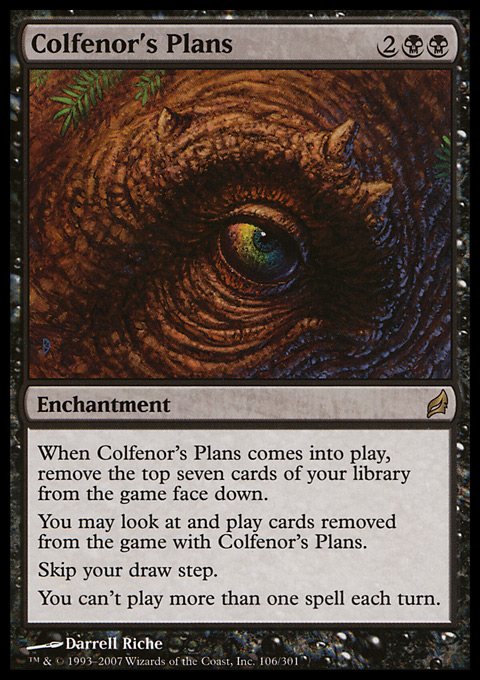 Colfenor's Plans 2
Enchantment
When Colfenor's Plans comes into play,
remove the top seven cards of your library
from the game face down.
You may look at and play cards removed
from the game with Colfenor's Plans.
Skip your draw step.
You can't play more than one spell each turn.
Darrell Riche
™ & © 1993–2007 Wizards of the Coast, Inc. 106/301